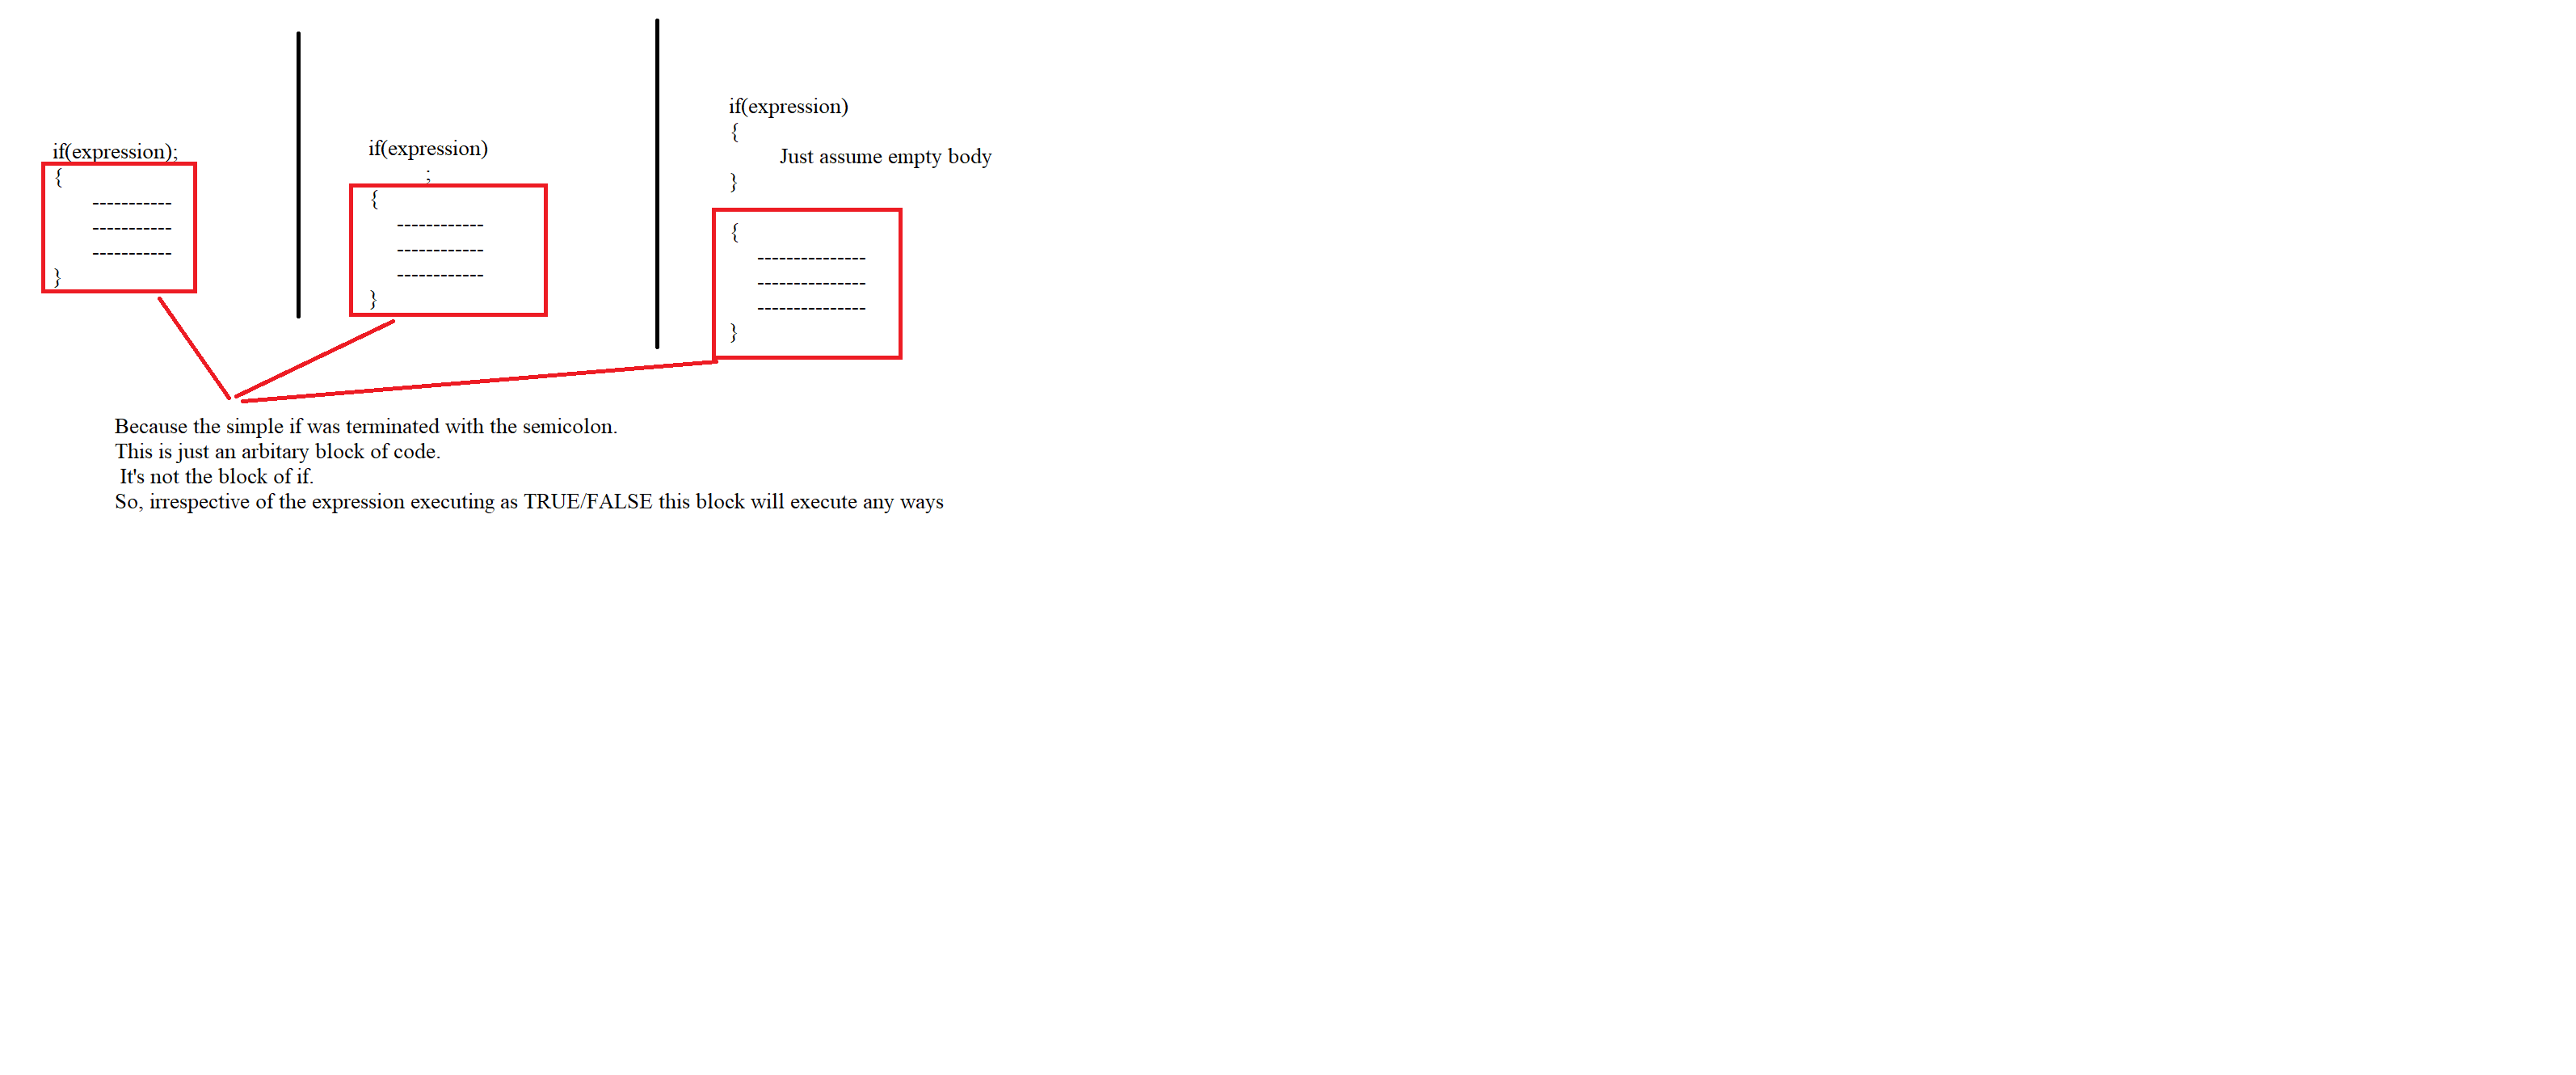 if(expression);
{
-----------
-----------
-----------
}
if(expression)
;
{
------------
------------
------------
}
if(expression)
{
Just assume empty body
}
{
---------------
---------------
---------------
}
Because the simple if was terminated with the semicolon.
This is just an arbitary block of code.
It's not the block of if.
So, irrespective of the expression executing as TRUE/FALSE this block will execute any ways